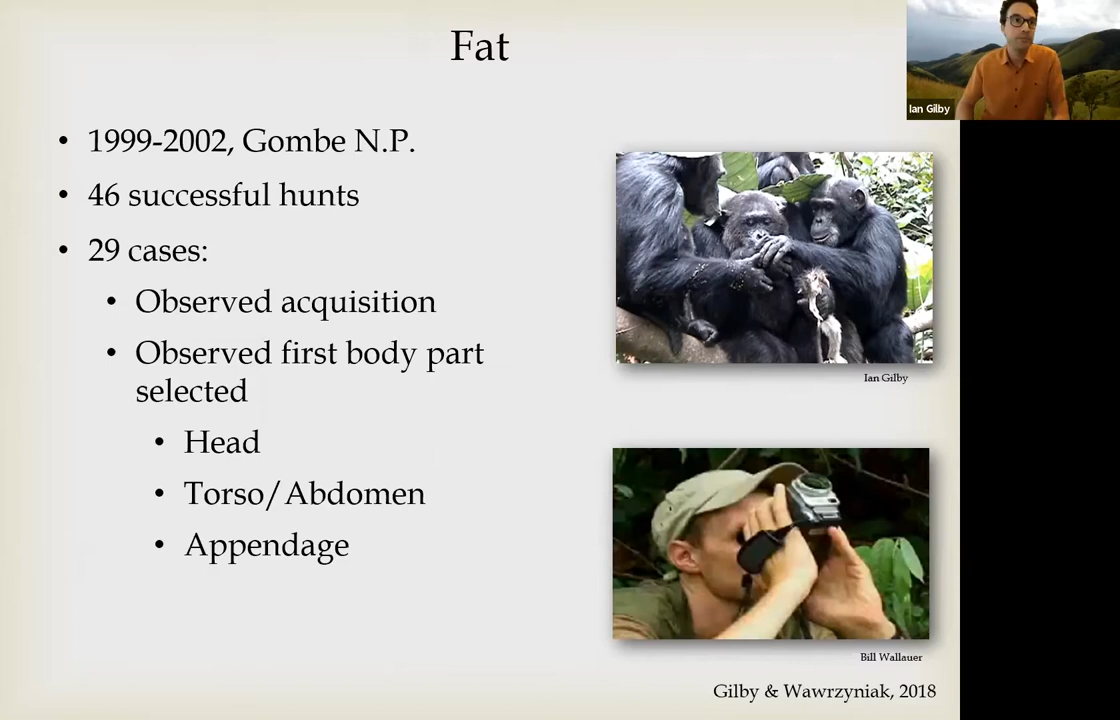 Fat
Ian Gilby
• 1999-2002, Gombe N.P.
• 46 successful hunts
• 29 cases:
• Observed acquisition
• Observed first body part
selected
• Head
• Torso/Abdomen
• Appendage
Ian Gilby
Bill Wallauer
Gilby & Wawrzyniak, 2018